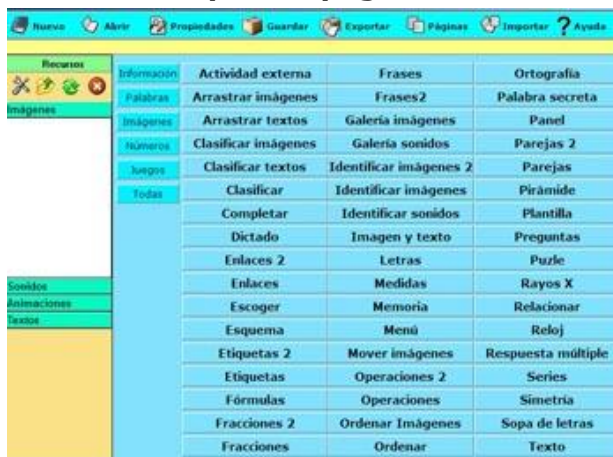 Nuevo Abrir Propiedades Guardar Exportar Páginas Importar Ayuda
Recursos
Imágenes
Sonidos
Animaciones
Textos
Información
Palabras
Imágenes
Números
Juegos
Todas
Actividad externa Frases Ortografía
Arrastrar imágenes Frases2 Palabra secreta
Arrastrar textos Galería imágenes Panel
Clasificar imágenes Galería sonidos Parejas 2
Clasificar textos Identificar imágenes 2 Parejas
Clasificar Identificar imágenes Pirámide
Completar Identificar sonidos Plantilla
Dictado Imagen y texto Preguntas
Enlaces 2 Letras Puzle
Enlaces Medidas Rayos X
Escoger Memoria Relacionar
Esquema Menú Reloj
Etiquetas 2 Mover imágenes Respuesta múltiple
Etiquetas Operaciones 2 Series
Fórmulas Operaciones Simetría
Fracciones 2 Ordenar Imágenes Sopa de letras
Fracciones Ordenar Texto